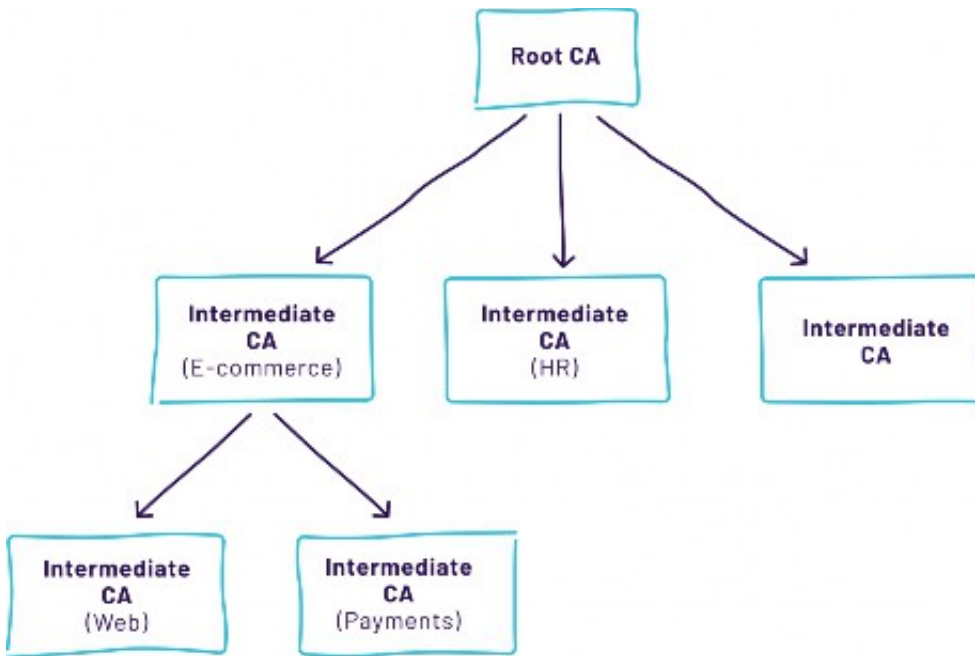 Root CA
Intermediate
CA
(E-commerce)
Intermediate
CA
(HR)
Intermediate
CA
Intermediate
CA
(Web)
Intermediate
CA
(Payments)